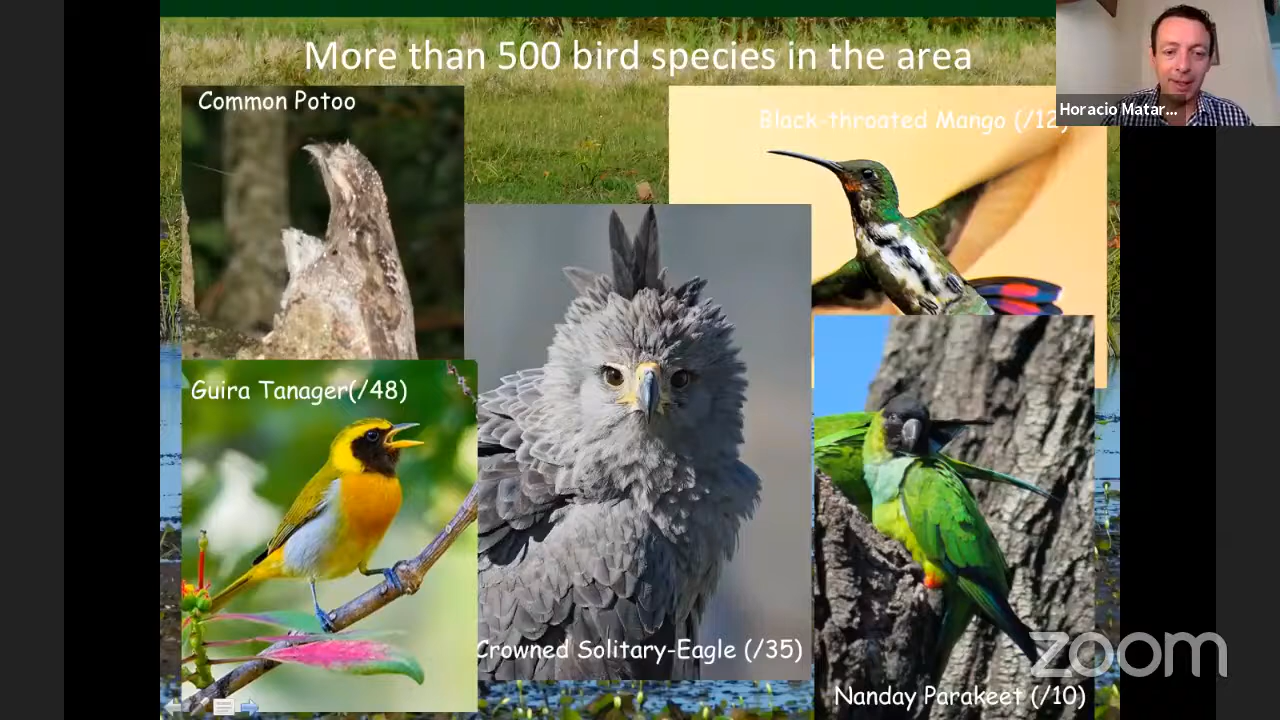 More than 500 bird species in the area
Horacio Matar...
Common Potoo
Black-throated Mango (/12)
Guira Tanager(/48)
Crowned Solitary-Eagle (/35)
Nanday Parakeet (/10)
zoom